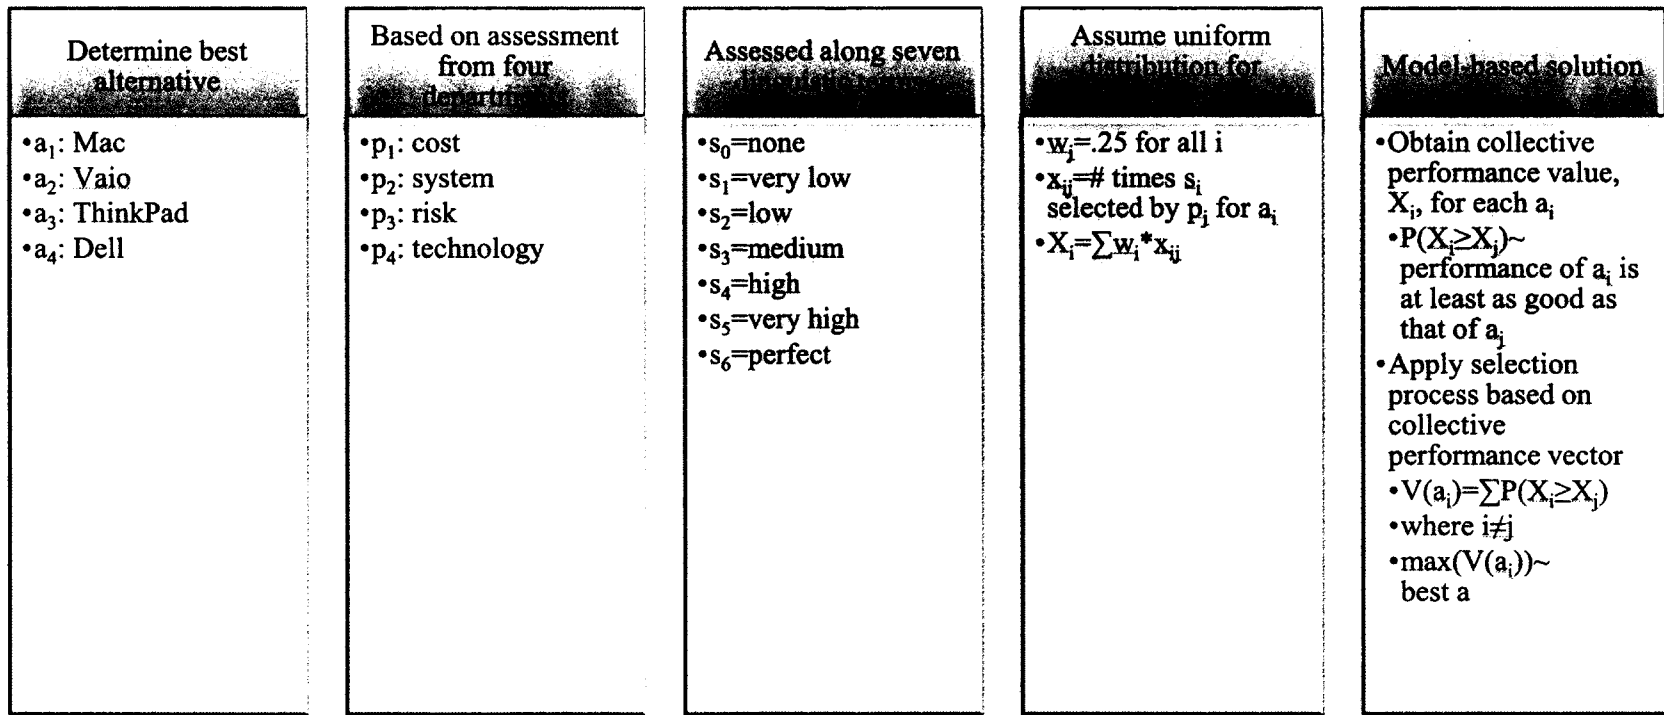 Determine best
alternative
•a₁: Mac
•a₂: Vaio
•a₃: ThinkPad
•a₄: Dell
Based on assessment
from four
•p₁: cost
•p₂: system
•p₃: risk
•p₄: technology
Assessed along seven
•s₀=none
•s₁=very low
•s₂=low
•s₃=medium
•s₄=high
•s₅=very high
•s₆=perfect
Assume uniform
distribution for
•wⱼ=.25 for all i
•xᵢⱼ=# times sᵢ
selected by pⱼ for aᵢ
•Xᵢ=∑wᵢ*xᵢⱼ
Model-based solution
•Obtain collective
performance value,
Xᵢ, for each aᵢ
•P(Xᵢ≥Xⱼ)~
performance of aᵢ is
at least as good as
that of aⱼ
•Apply selection
process based on
collective
performance vector
•V(aᵢ)=∑P(Xᵢ≥Xⱼ)
•where i≠j
•max(V(aᵢ))~
best a